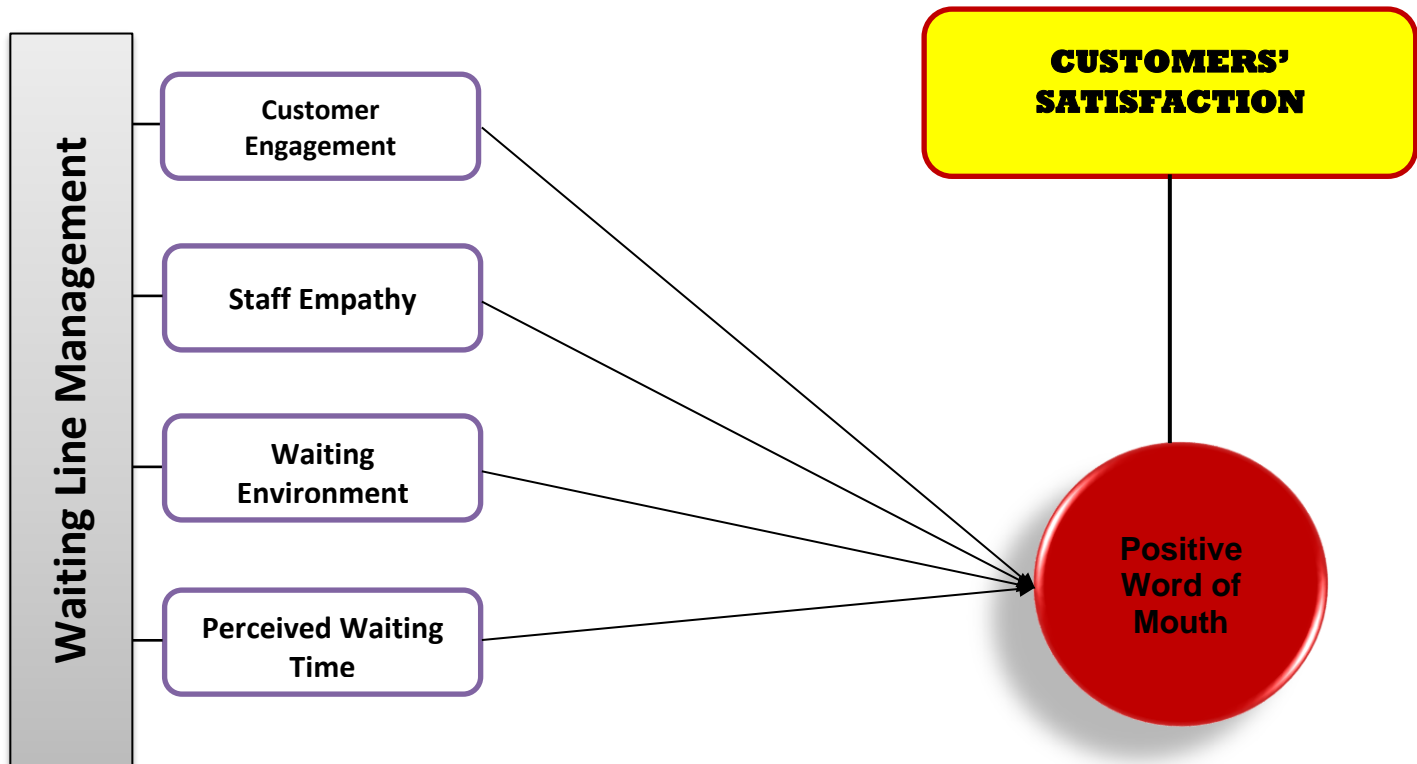 Waiting Line Management
Customer
Engagement
Staff Empathy
Waiting
Environment
Perceived Waiting
Time
CUSTOMERS’
SATISFACTION
Positive
Word of
Mouth